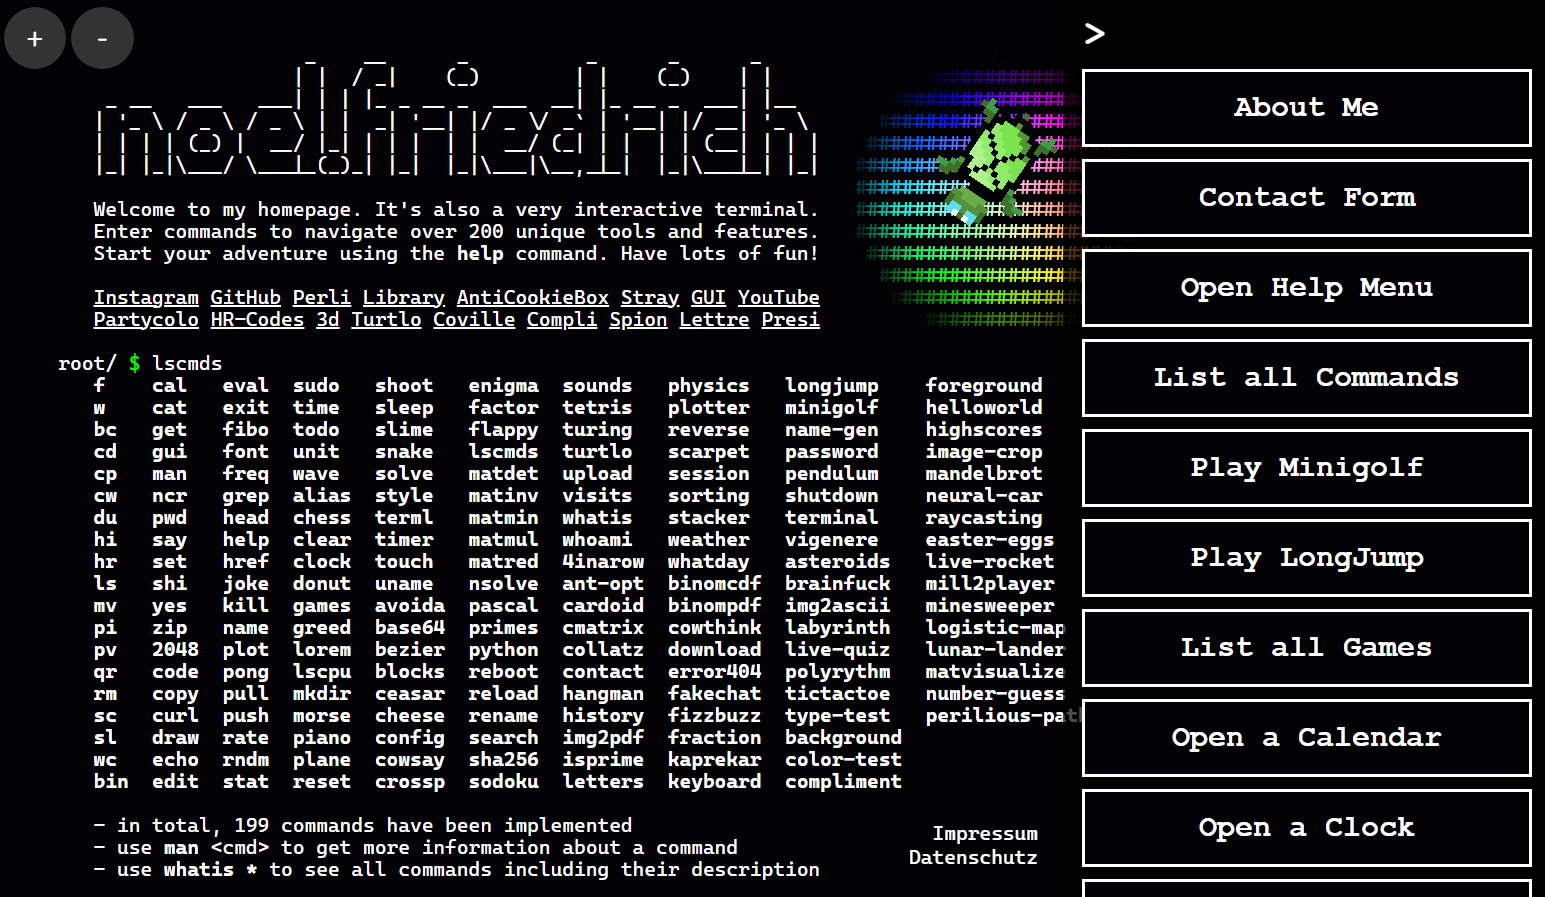 + -
noel friedrich
Welcome to my homepage. It's also a very interactive terminal.
Enter commands to navigate over 200 unique tools and features.
Start your adventure using the help command. Have lots of fun!
Instagram GitHub Perli Library AntiCookieBox Stray GUI YouTube
Partycolo HR-Codes 3d Turtlo Coville Compli Spion Lettre Presi
root/ $ lscmds
f cal eval sudo shoot enigma sounds physics longjump foreground
w cat exit time sleep factor tetris plotter minigolf helloworld
bc get fibo todo slime flappy turing reverse name-gen highscores
cd gui font unit snake lscmds turtlo scarpet password image-crop
cp man freq wave solve matdet upload session pendulum mandelbrot
cw ncr grep alias style matinv visits sorting shutdown neural-car
du pwd head chess terml matmin whatis stacker terminal raycasting
hi say help clear timer matmul whoami weather vigenere easter-eggs
hr set href clock touch matred 4inarow whatday asteroids live-rocket
ls shi joke donut uname nsolve ant-opt binomcdf brainfuck mill2player
mv yes kill games avoida pascal cardoid binompdf img2ascii minesweeper
pi zip name greed base64 primes cmatrix cowthink labyrinth logistic-map
pv 2048 plot lorem bezier python collatz download live-quiz lunar-lander
qr code pong lscpu blocks reboot contact error404 polyrythm matvisualize
rm copy pull mkdir ceasar reload hangman fakechat tictactoe number-guess
sc curl push morse cheese rename history fizzbuzz type-test perilious-path
sl draw rate piano config search img2pdf fraction background
wc echo rndm plane cowsay sha256 isprime kaprekar color-test
bin edit stat reset crossp sodoku letters keyboard compliment
- in total, 199 commands have been implemented
- use man <cmd> to get more information about a command
- use whatis * to see all commands including their description
Impressum
Datenschutz
>
About Me
Contact Form
Open Help Menu
List all Commands
Play Minigolf
Play LongJump
List all Games
Open a Calendar
Open a Clock